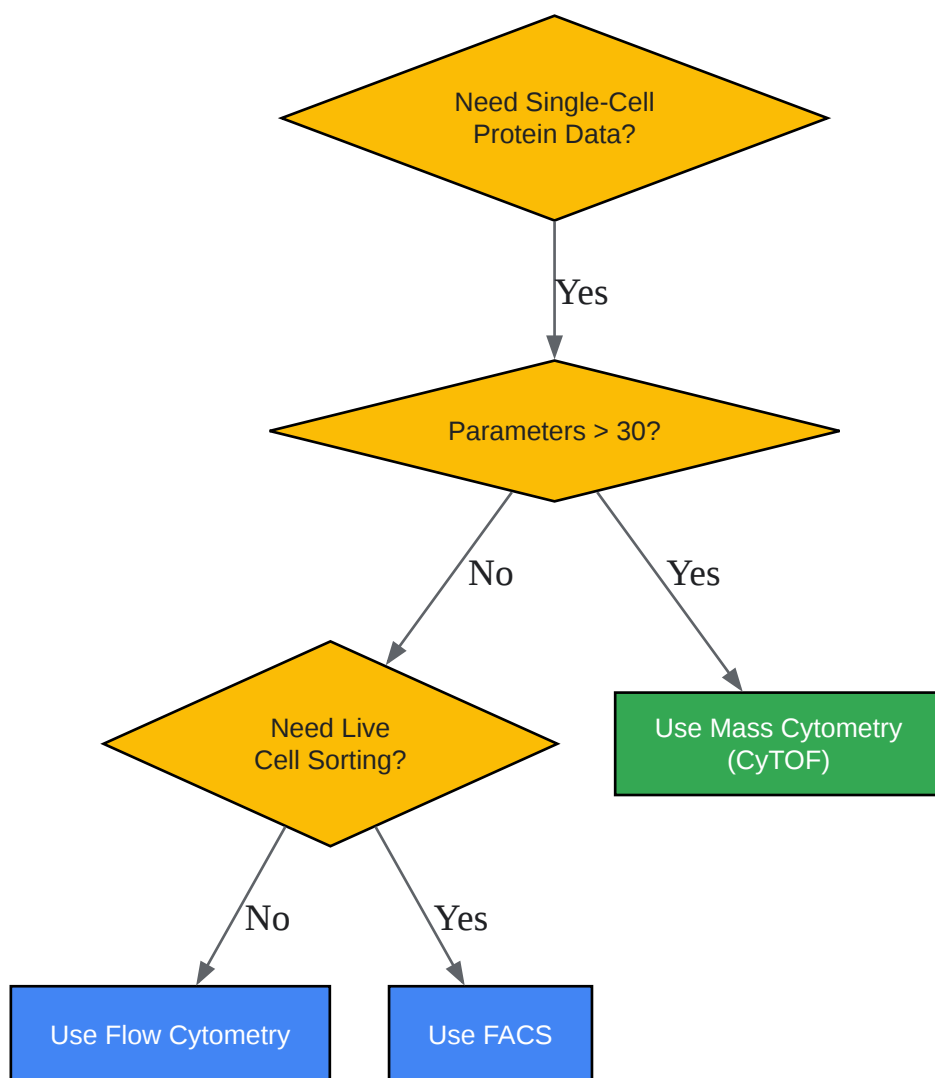 Need Single-Cell
Protein Data?
Yes
Parameters > 30?
No
Yes
Need Live
Cell Sorting?
Use Mass Cytometry
(CyTOF)
No
Yes
Use Flow Cytometry
Use FACS